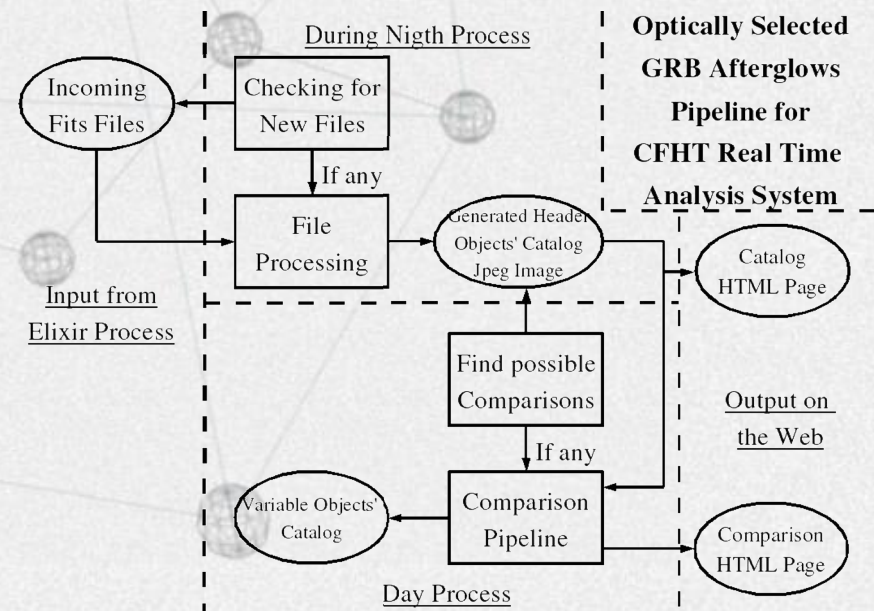 During Nigth Process
Optically Selected
GRB Afterglows
Pipeline for
CFHT Real Time
Analysis System
Incoming
Fits Files
Checking for
New Files
If any
File
Processing
Generated Header
Objects' Catalog
Jpeg Image
Catalog
HTML Page
Input from
Elixir Process
Find possible
Comparisons
Output on
the Web
If any
Variable Objects'
Catalog
Comparison
Pipeline
Comparison
HTML Page
Day Process